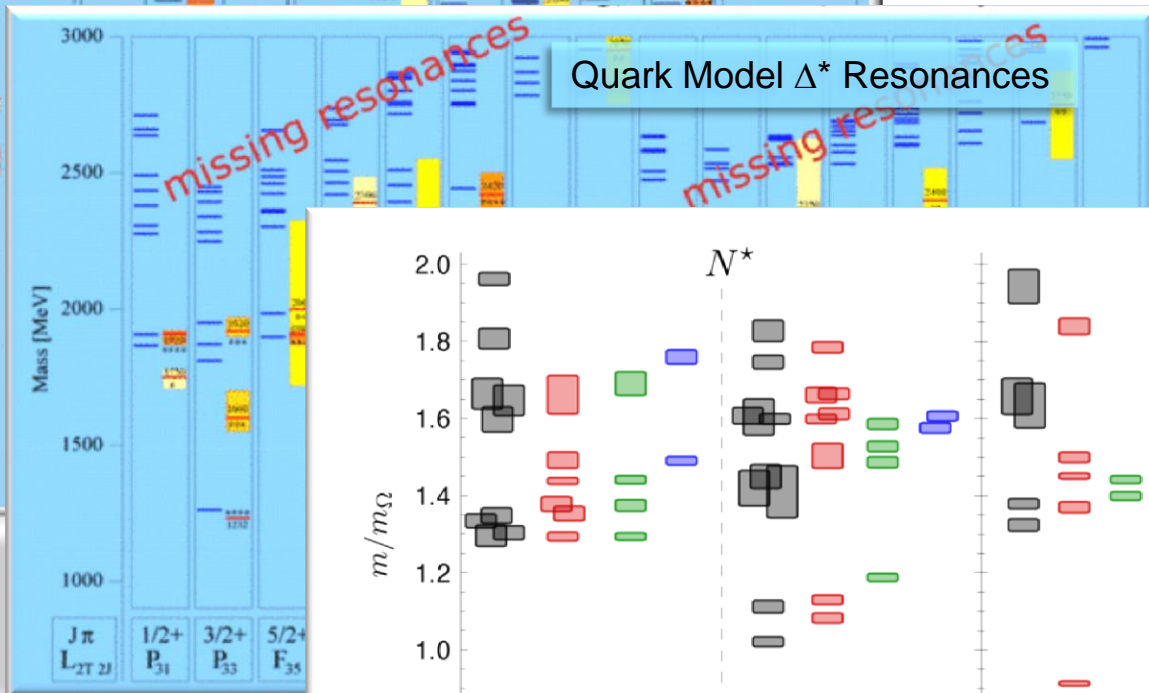 missing resonances
missing resonances
Quark Model Δ* Resonances
3000
2500
2000
1500
1000
Mass [MeV]
Jπ 1/2+ 3/2+ 5/2+
L2T 2J P31 P33 F35
1232
N*
2.0
1.8
1.6
1.4
1.2
1.0
m/mΩ